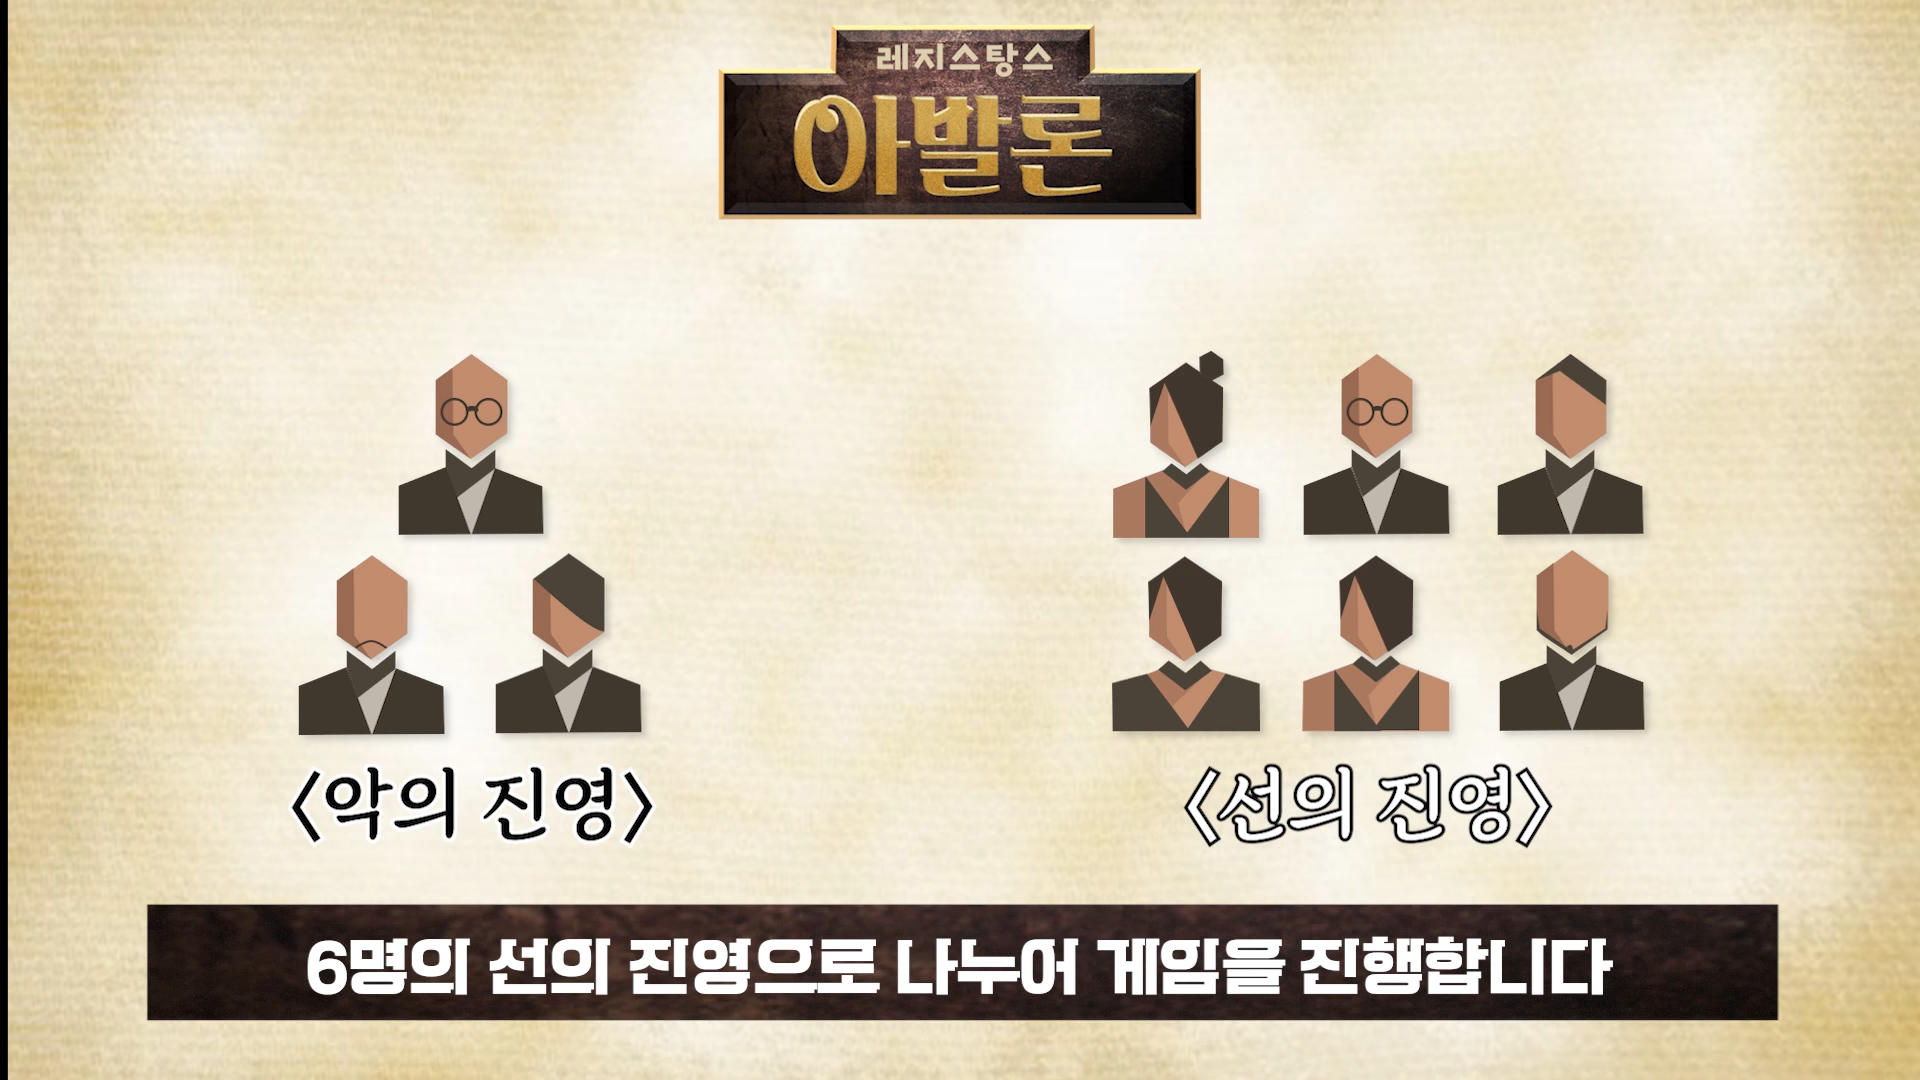 레지스탕스
아발론
<악의 진영>
<선의 진영>
6명의 선의 진영으로 나누어 게임을 진행합니다